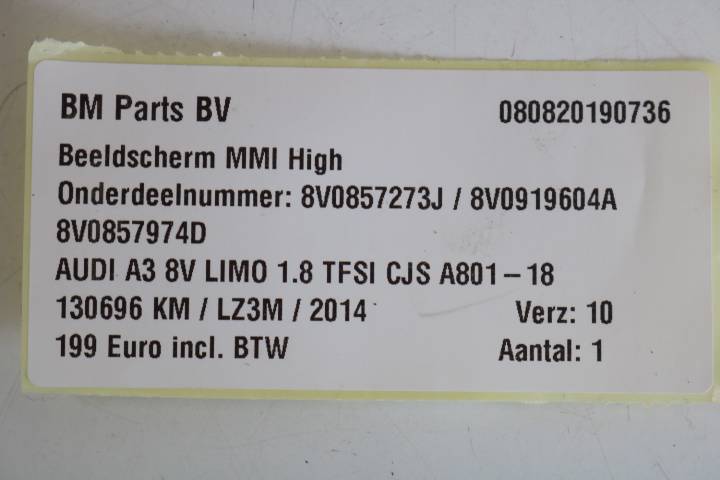 BM Parts BV 080820190736
Beeldscherm MMI High
Onderdeelnummer: 8V0857273J / 8V0919604A
8V0857974D
AUDI A3 8V LIMO 1.8 TFSI CJS A801-18
130696 KM / LZ3M / 2014 Verz: 10
199 Euro incl. BTW Aantal: 1